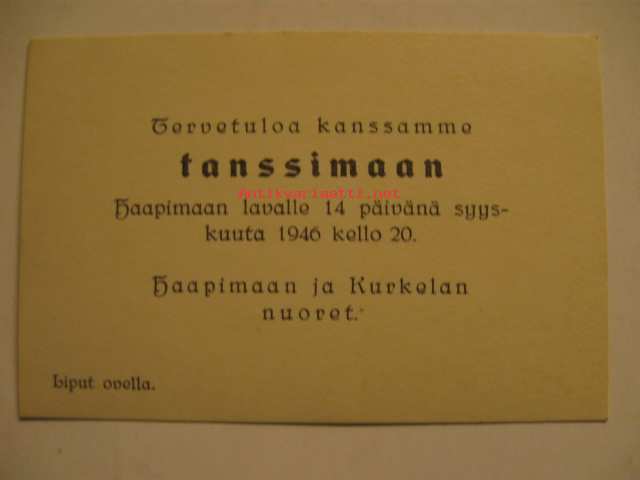 Tervetuloa kanssamme
tanssimaan
Antikvariaatti.net
Haapimaan lavalle 14 päivänä syys-
kuuta 1946 kello 20.
Haapimaan ja Kurkelan
nuoret.
Liput ovella.